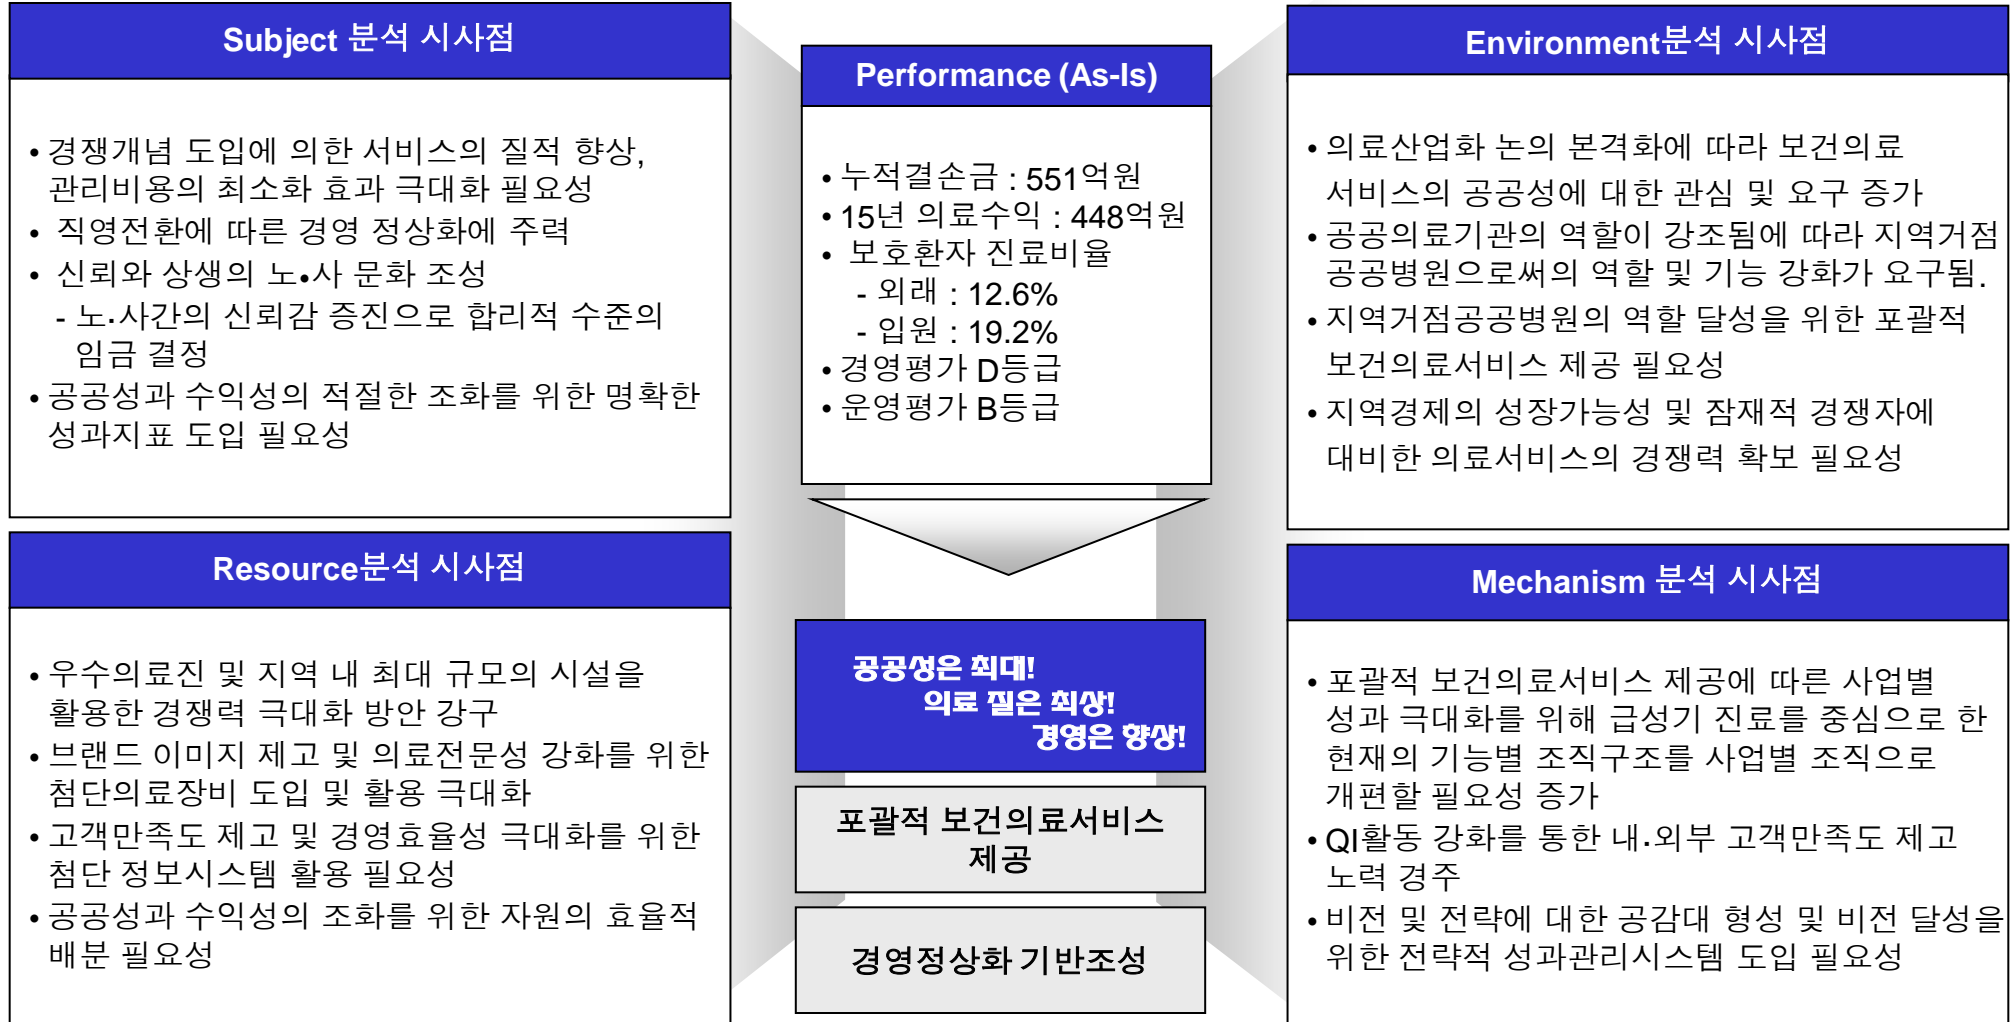 Subject 분석 시사점
• 경쟁개념 도입에 의한 서비스의 질적 향상,
관리비용의 최소화 효과 극대화 필요성
• 직영전환에 따른 경영 정상화에 주력
• 신뢰와 상생의 노•사 문화 조성
- 노·사간의 신뢰감 증진으로 합리적 수준의
임금 결정
• 공공성과 수익성의 적절한 조화를 위한 명확한
성과지표 도입 필요성
Resource분석 시사점
• 우수의료진 및 지역 내 최대 규모의 시설을
활용한 경쟁력 극대화 방안 강구
• 브랜드 이미지 제고 및 의료전문성 강화를 위한
첨단의료장비 도입 및 활용 극대화
• 고객만족도 제고 및 경영효율성 극대화를 위한
첨단 정보시스템 활용 필요성
• 공공성과 수익성의 조화를 위한 자원의 효율적
배분 필요성
Performance (As-Is)
• 누적결손금 : 551억원
• 15년 의료수익 : 448억원
• 보호환자 진료비율
- 외래 : 12.6%
- 입원 : 19.2%
• 경영평가 D등급
• 운영평가 B등급
공공성은 최대!
의료 질은 최상!
경영은 향상!
포괄적 보건의료서비스
제공
경영정상화 기반조성
Environment분석 시사점
• 의료산업화 논의 본격화에 따라 보건의료
서비스의 공공성에 대한 관심 및 요구 증가
• 공공의료기관의 역할이 강조됨에 따라 지역거점
공공병원으로써의 역할 및 기능 강화가 요구됨.
• 지역거점공공병원의 역할 달성을 위한 포괄적
보건의료서비스 제공 필요성
• 지역경제의 성장가능성 및 잠재적 경쟁자에
대비한 의료서비스의 경쟁력 확보 필요성
Mechanism 분석 시사점
• 포괄적 보건의료서비스 제공에 따른 사업별
성과 극대화를 위해 급성기 진료를 중심으로 한
현재의 기능별 조직구조를 사업별 조직으로
개편할 필요성 증가
• QI활동 강화를 통한 내·외부 고객만족도 제고
노력 경주
• 비전 및 전략에 대한 공감대 형성 및 비전 달성을
위한 전략적 성과관리시스템 도입 필요성